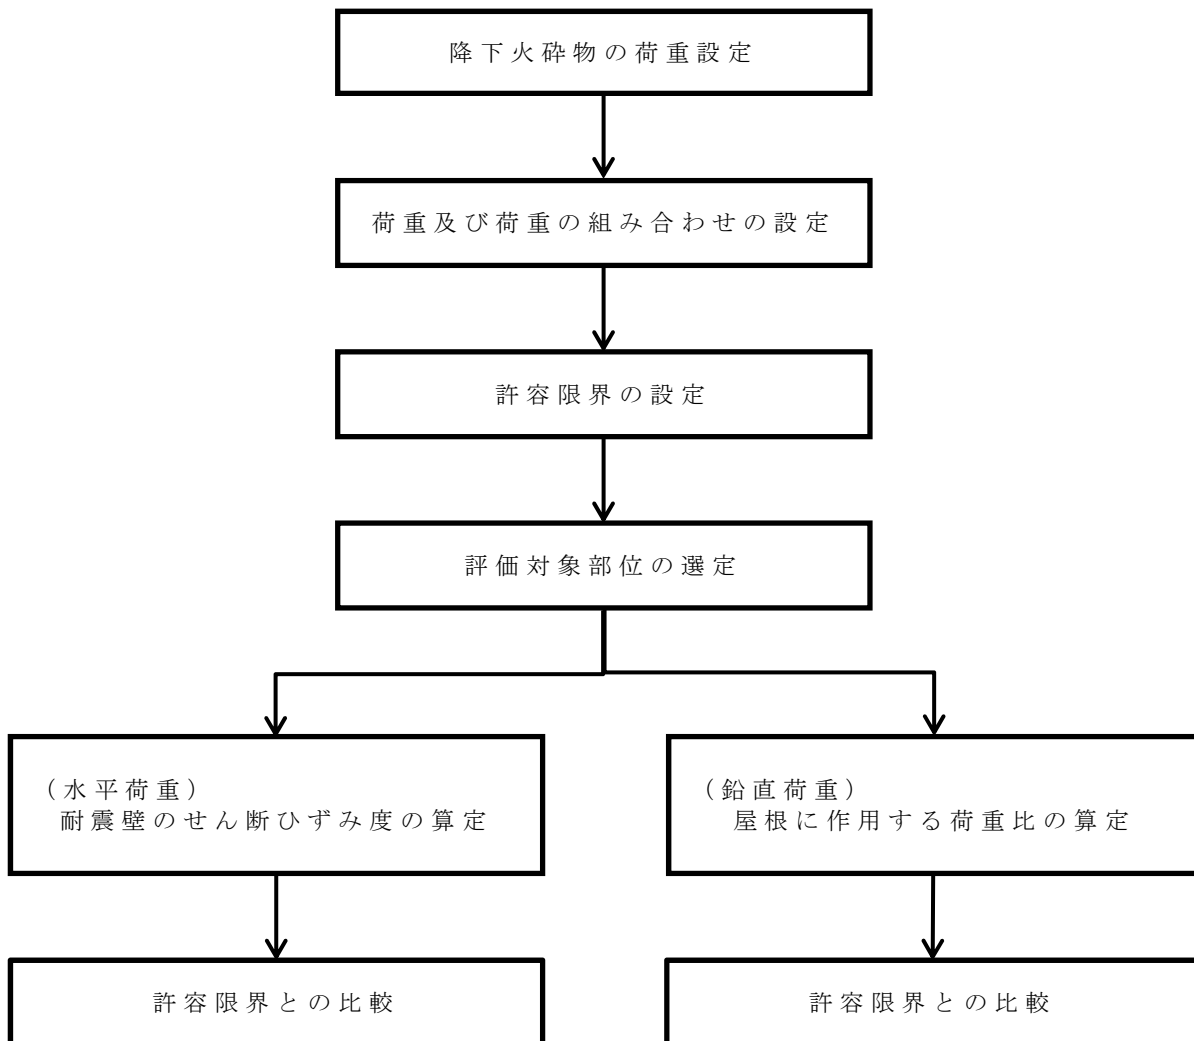 降下火砕物の荷重設定
荷重及び荷重の組み合わせの設定
許容限界の設定
評価対象部位の選定
（水平荷重）
耐震壁のせん断ひずみ度の算定
（鉛直荷重）
屋根に作用する荷重比の算定
許容限界との比較
許容限界との比較